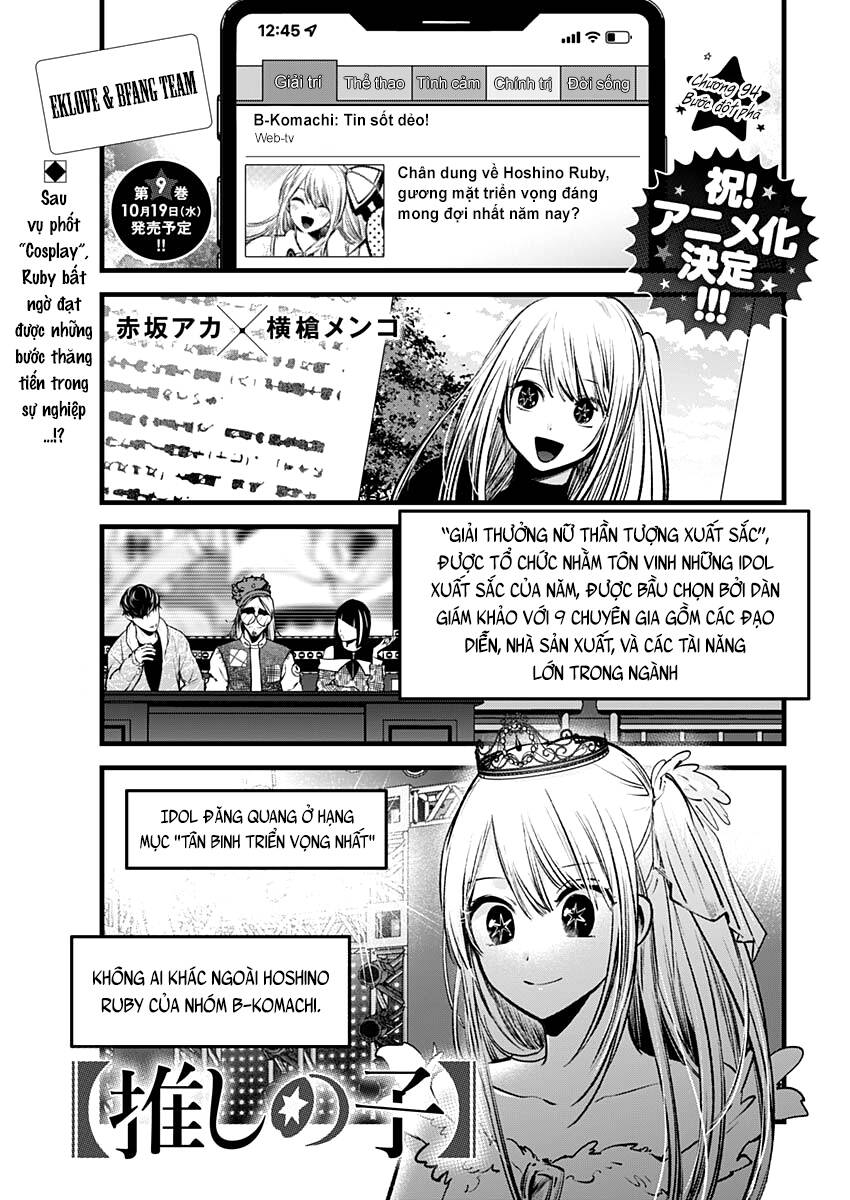 12:45
Giải trí
Thể thao
Tình cảm
Chính trị
Đời sống
B-Komachi: Tin sốt dẻo!
Web-tv
Chân dung về Hoshino Ruby,
gương mặt triển vọng đáng
mong đợi nhất năm nay?
EKLOVE & BFANG TEAM
Chương 94
Bước đột phá
祝!
アニメ化
決定
!!!
第9巻
10月19日(水)
発売予定
!!
Sau
vụ phốt
"Cosplay",
Ruby bất
ngờ đạt
được những
bước thăng
tiến trong
sự nghiệp
...!?
赤坂アカ×横槍メンゴ
"GIẢI THƯỞNG NỮ THẦN TƯỢNG XUẤT SẮC",
ĐƯỢC TỔ CHỨC NHẰM TÔN VINH NHỮNG IDOL
XUẤT SẮC CỦA NĂM, ĐƯỢC BẦU CHỌN BỞI DÀN
GIÁM KHẢO VỚI 9 CHUYÊN GIA GỒM CÁC ĐẠO
DIỄN, NHÀ SẢN XUẤT, VÀ CÁC TÀI NĂNG
LỚN TRONG NGÀNH
IDOL ĐĂNG QUANG Ở HẠNG
MỤC "TÂN BINH TRIỂN VỌNG NHẤT"
KHÔNG AI KHÁC NGOÀI HOSHINO
RUBY CỦA NHÓM B-KOMACHI.
【推しの子】